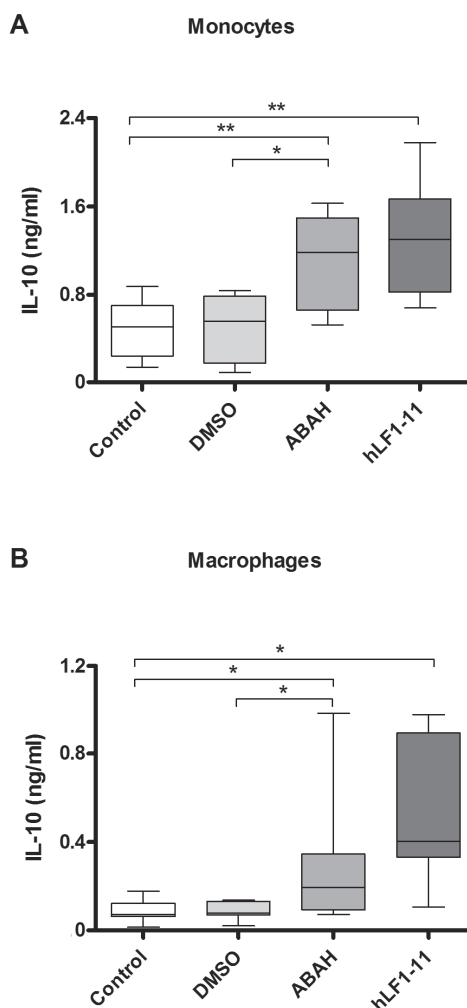 A
Monocytes
**
**
*
2.4
1.6
0.8
0
IL-10 (ng/ml)
Control
DMSO
ABAH
hLF1-11
B
Macrophages
*
*
*
1.2
0.8
0.4
0
IL-10 (ng/ml)
Control
DMSO
ABAH
hLF1-11